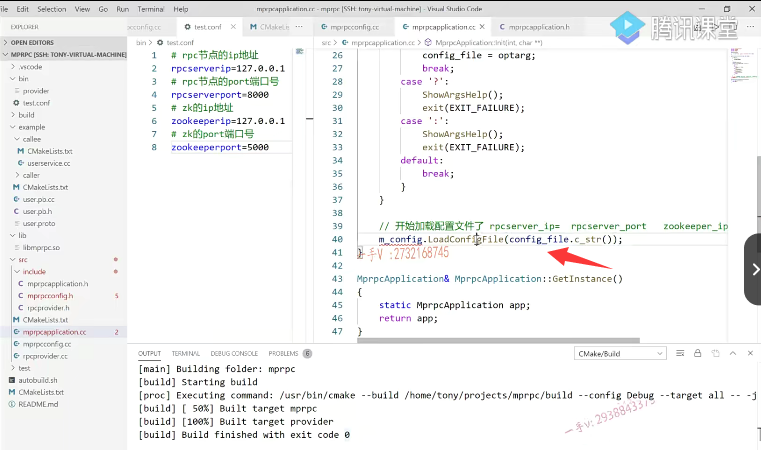 File Edit Selection View Go Run Terminal Help
mprpcapplication.cc - mprpc [SSH: tony-virtual-machine] - Visual Studio Code
test.conf
mprpcconfig.cc
mprpcapplication.cc
mprpcapplication.h
腾讯课堂
OPEN EDITORS
MPRPC [SSH: TONY-VIRTUAL-MACHINE]
.vscode
bin
provider
test.conf
build
example
callee
CMakeLists.txt
userservice.cc
caller
CMakeLists.txt
user.pb.cc
user.pb.h
user.proto
lib
libmprpc.so
src
include
mprpcapplication.h
mprpcconfig.h 5
rpcprovider.h
CMakeLists.txt
mprpcapplication.cc 2
mprpcconfig.cc
rpcprovider.cc
test
autobuild.sh
CMakeLists.txt
README.md
bin > test.conf
1 # rpc节点的ip地址
2 rpcserverip=127.0.0.1
3 # rpc节点的port端口号
4 rpcserverport=8000
5 # zk的ip地址
6 zookeeperip=127.0.0.1
7 # zk的port端口号
8 zookeeperport=5000
src > mprpcapplication.cc > MprpcApplication::Init(int, char **)
26 config_file = optarg;
27 break;
28 case '?':
29 ShowArgsHelp();
30 exit(EXIT_FAILURE);
31 case ':':
32 ShowArgsHelp();
33 exit(EXIT_FAILURE);
34 default:
35 break;
36 }
37 }
38
39 // 开始加载配置文件了 rpcserver_ip= rpcserver_port zookeeper_ip
40 m_config.LoadConfigFile(config_file.c_str());
41 }
一手V :2732168745
42
43 MprpcApplication& MprpcApplication::GetInstance()
44 {
45 static MprpcApplication app;
46 return app;
47 }
OUTPUT TERMINAL DEBUG CONSOLE PROBLEMS 6
CMake/Build
[main] Building folder: mprpc
[build] Starting build
[proc] Executing command: /usr/bin/cmake --build /home/tony/projects/mprpc/build --config Debug --target all -- -j
[build] [ 50%] Built target mprpc
[build] [100%] Built target provider
[build] Build finished with exit code 0